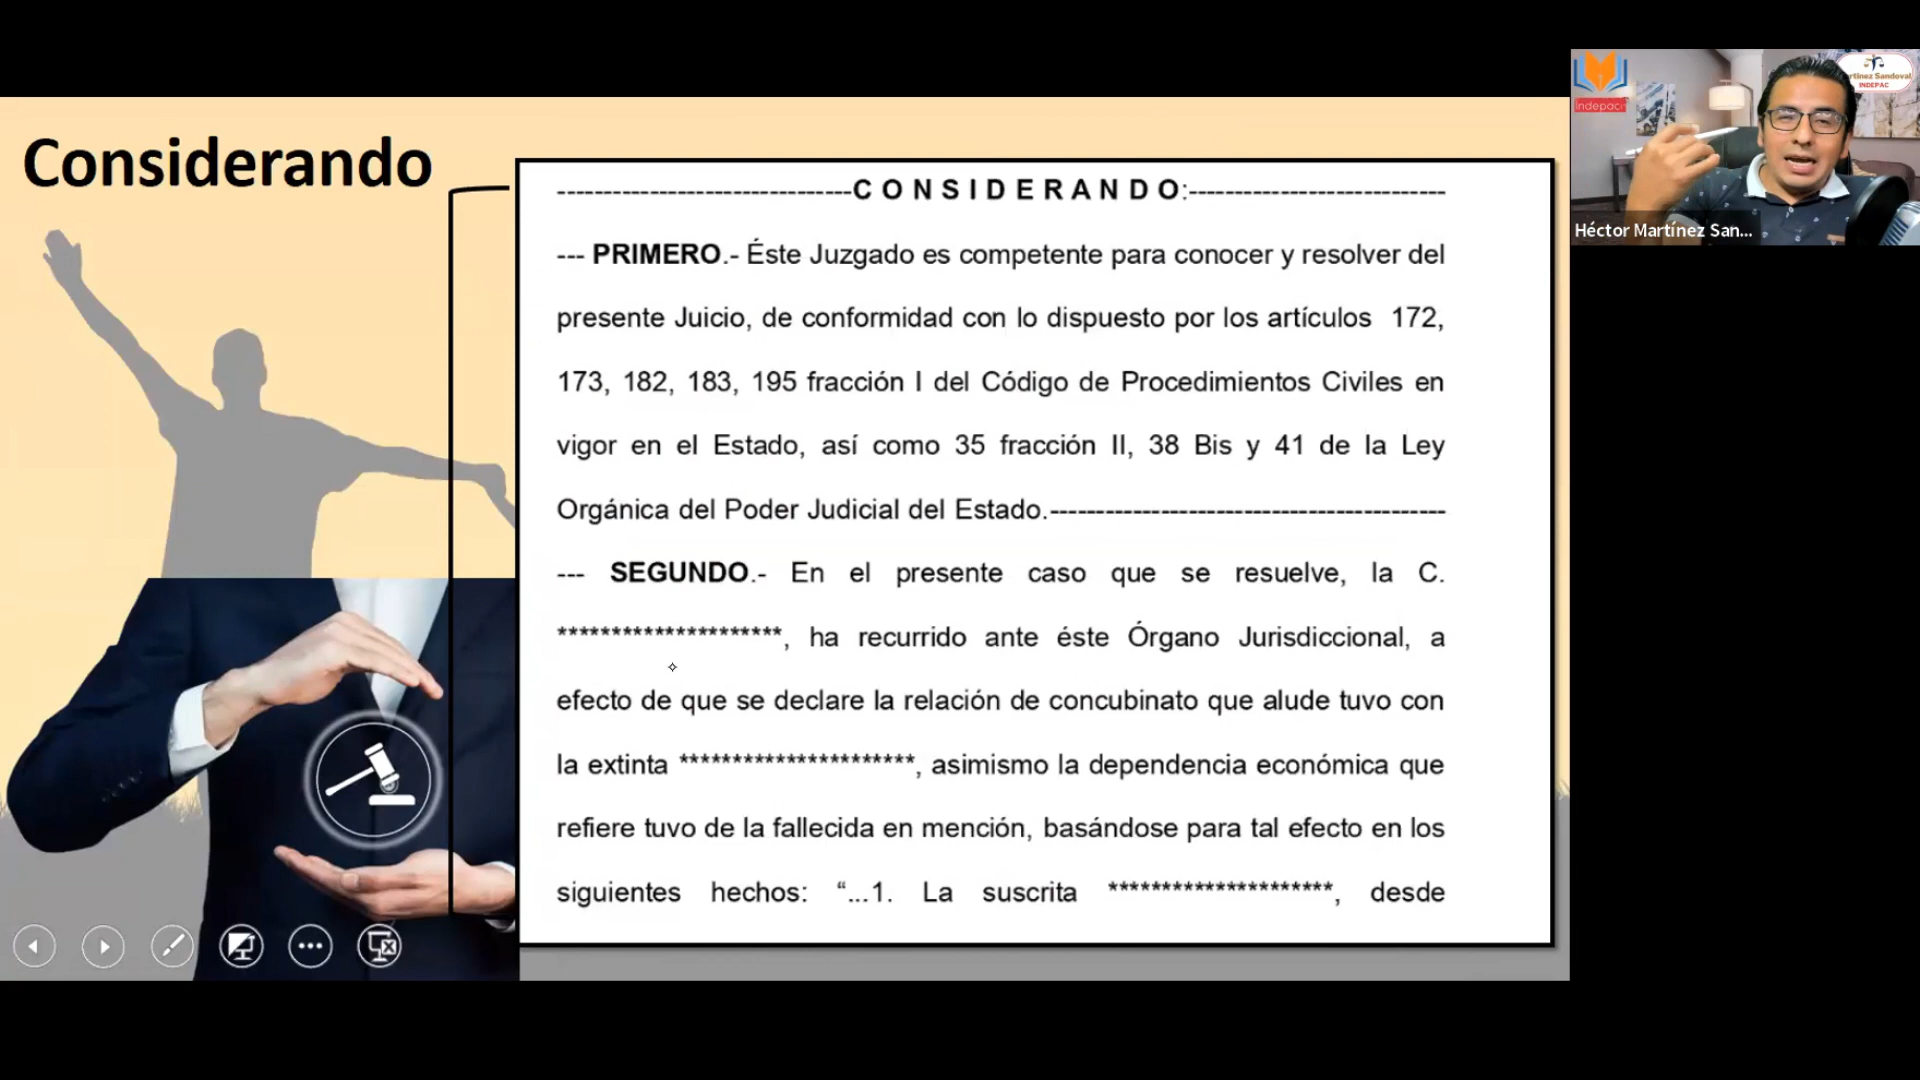 Considerando
--------------------------------C O N S I D E R A N D O:----------------------------
--- PRIMERO.- Éste Juzgado es competente para conocer y resolver del
presente Juicio, de conformidad con lo dispuesto por los artículos 172,
173, 182, 183, 195 fracción I del Código de Procedimientos Civiles en
vigor en el Estado, así como 35 fracción II, 38 Bis y 41 de la Ley
Orgánica del Poder Judicial del Estado.-------------------------------------------
--- SEGUNDO.- En el presente caso que se resuelve, la C.
*********************, ha recurrido ante éste Órgano Jurisdiccional, a
efecto de que se declare la relación de concubinato que alude tuvo con
la extinta **********************, asimismo la dependencia económica que
refiere tuvo de la fallecida en mención, basándose para tal efecto en los
siguientes hechos: “...1. La suscrita *********************, desde
indepac
rtínez Sandoval
INDEPAC
Héctor Martínez San...